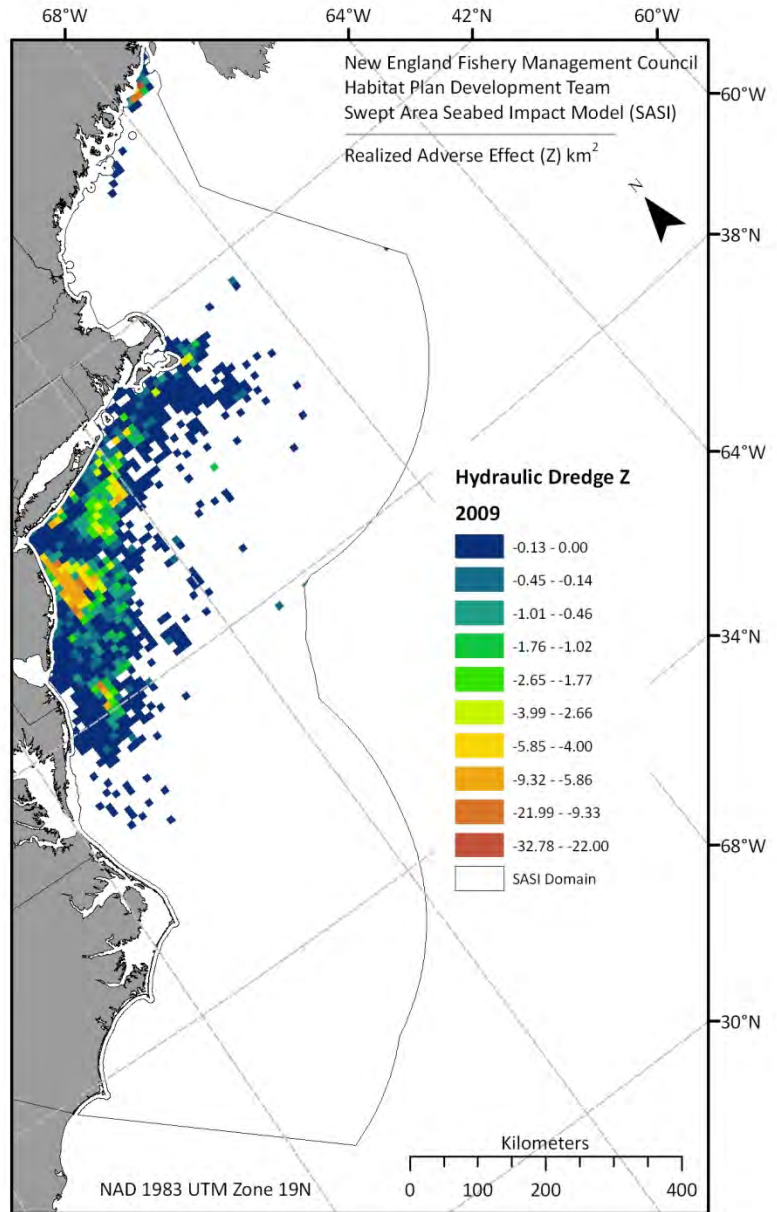 68°W
64°W
42°N
60°W
New England Fishery Management Council
Habitat Plan Development Team
Swept Area Seabed Impact Model (SASI)
Realized Adverse Effect (Z) km²
60°W
N
38°N
64°W
Hydraulic Dredge Z
2009
-0.13 - 0.00
-0.45 - -0.14
-1.01 - -0.46
-1.76 - -1.02
-2.65 - -1.77
-3.99 - -2.66
-5.85 - -4.00
-9.32 - -5.86
-21.99 - -9.33
-32.78 - -22.00
SASI Domain
34°N
68°W
30°N
Kilometers
0 100 200 400
NAD 1983 UTM Zone 19N